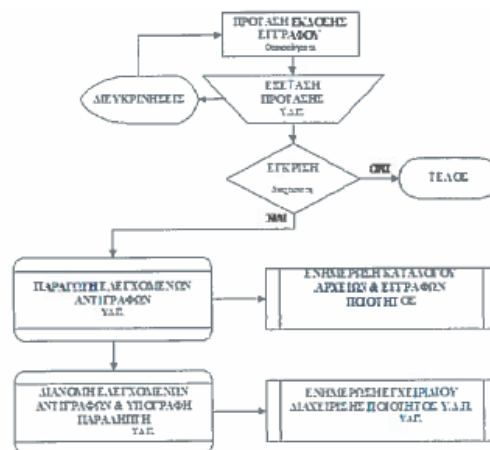 ΠΡΟΤΑΣΗ ΕΚΔΟΣΗΣ
ΕΓΓΡΑΦΟΥ
ΕΞΕΤΑΣΗ
ΠΡΟΤΑΣΗΣ
Υ.Δ.Π.
ΔΙΕΥΚΡΙΝΗΣΕΙΣ
ΕΓΚΡΙΣΗ
ΟΧΙ
ΤΕΛΟΣ
ΝΑΙ
ΠΑΡΑΓΩΓΗ ΕΛΕΓΧΟΜΕΝΩΝ
ΑΝΤΙΓΡΑΦΩΝ
Υ.Δ.Π.
ΕΝΗΜΕΡΩΣΗ ΚΑΤΑΛΟΓΟΥ
ΑΡΧΕΙΩΝ & ΕΓΓΡΑΦΩΝ
ΠΟΙΟΤΗΤΟΣ
ΔΙΑΝΟΜΗ ΕΛΕΓΧΟΜΕΝΩΝ
ΑΝΤΙΓΡΑΦΩΝ & ΥΠΟΓΡΑΦΗ
ΠΑΡΑΛΗΠΤΗ
Υ.Δ.Π.
ΕΝΗΜΕΡΩΣΗ ΕΓΧΕΙΡΙΔΙΟΥ
ΔΙΑΧΕΙΡΙΣΗΣ ΠΟΙΟΤΗΤΟΣ Υ.Δ.Π.
Υ.Δ.Π.